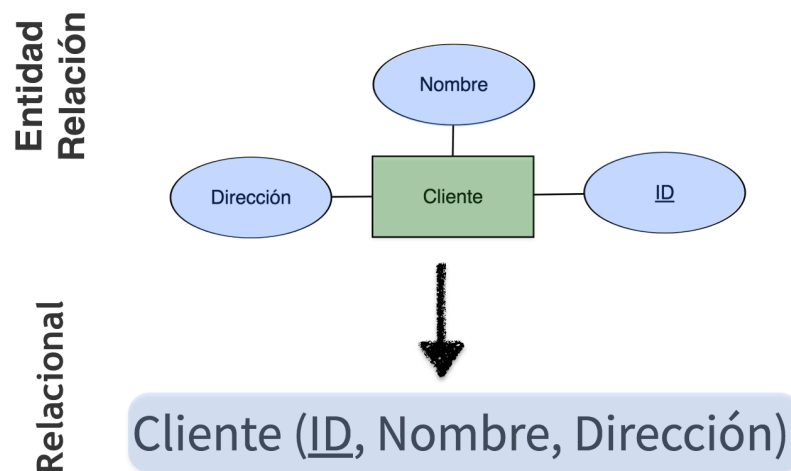 Entidad
Relación
Nombre
Dirección
Cliente
ID
Relacional
Cliente (ID, Nombre, Dirección)